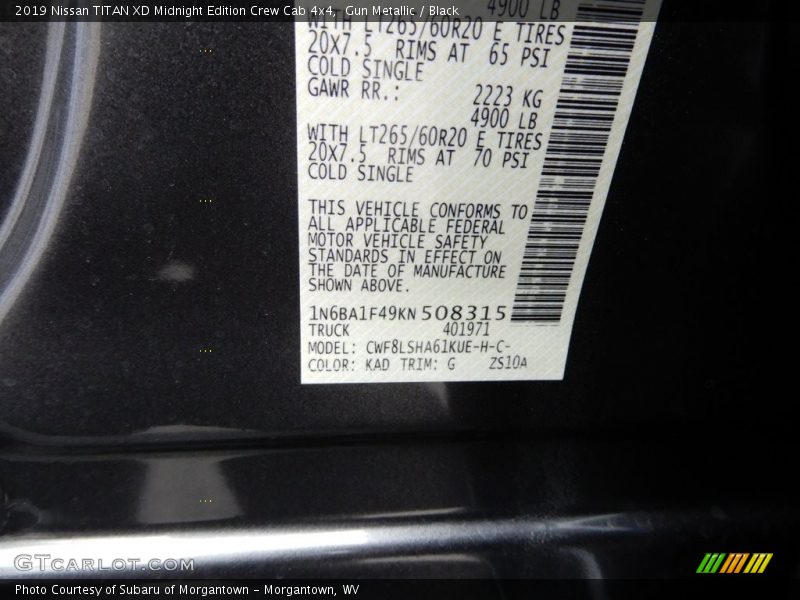 2019 Nissan TITAN XD Midnight Edition Crew Cab 4x4, Gun Metallic / Black
4900 LB
WITH LT265/60R20 E TIRES
20X7.5 RIMS AT 65 PSI
COLD SINGLE
GAWR RR.: 2223 KG
4900 LB
WITH LT265/60R20 E TIRES
20X7.5 RIMS AT 70 PSI
COLD SINGLE
THIS VEHICLE CONFORMS TO
ALL APPLICABLE FEDERAL
MOTOR VEHICLE SAFETY
STANDARDS IN EFFECT ON
THE DATE OF MANUFACTURE
SHOWN ABOVE.
1N6BA1F49KN508315
TRUCK 401971
MODEL: CWF8LSHA61KUE-H-C-
COLOR: KAD TRIM: G ZS10A
GTCARLOT.COM
Photo Courtesy of Subaru of Morgantown - Morgantown, WV